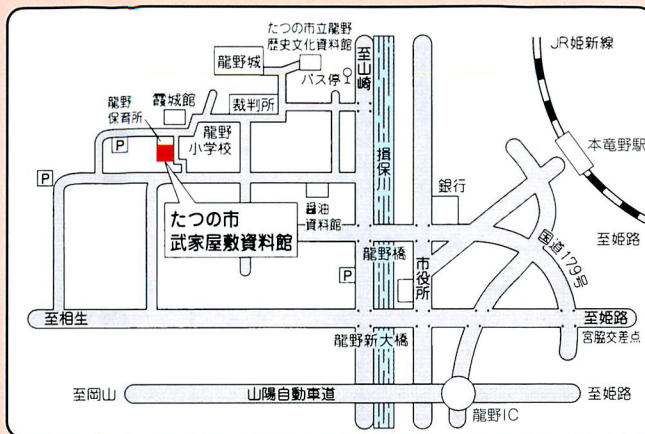 たつの市立龍野
歴史文化資料館
龍野城
バス停
至山崎
JR姫新線
龍野
保育所
霞城館
裁判所
龍野
小学校
P
P
本竜野駅
揖保川
銀行
醤油
資料館
たつの市
武家屋敷資料館
至姫路
国道179号
龍野橋
P
市役所
至相生
至姫路
宮脇交差点
龍野新大橋
至岡山
山陽自動車道
至姫路
龍野IC